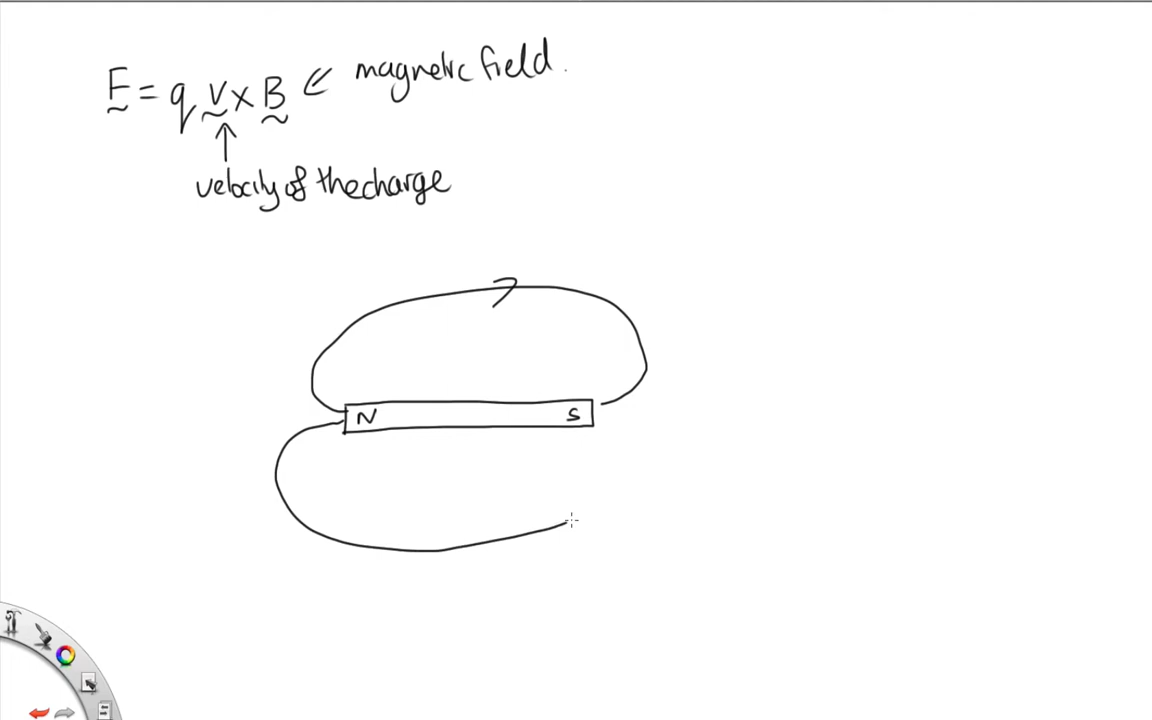 F = q v × B ⇐ magnetic field.
↑
velocity of the charge
N S